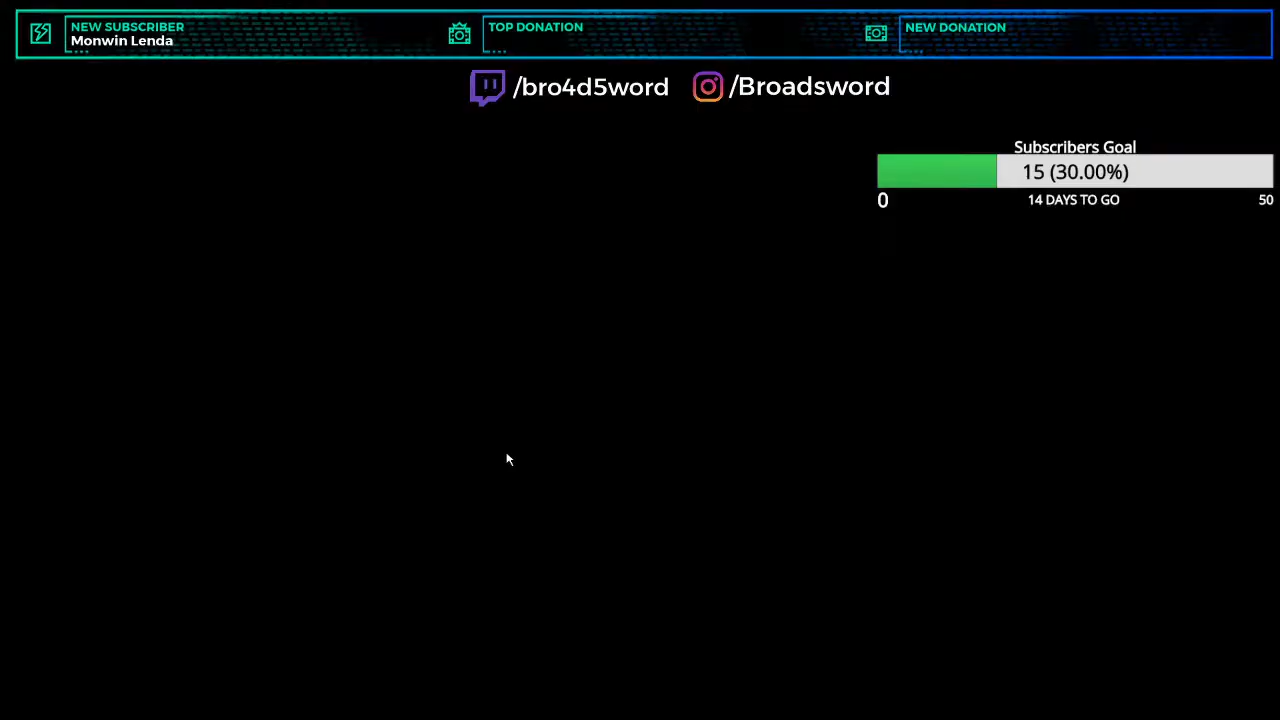 NEW SUBSCRIBER
Monwin Lenda
TOP DONATION
NEW DONATION
/bro4d5word
/Broadsword
Subscribers Goal
15 (30.00%)
0
14 DAYS TO GO
50